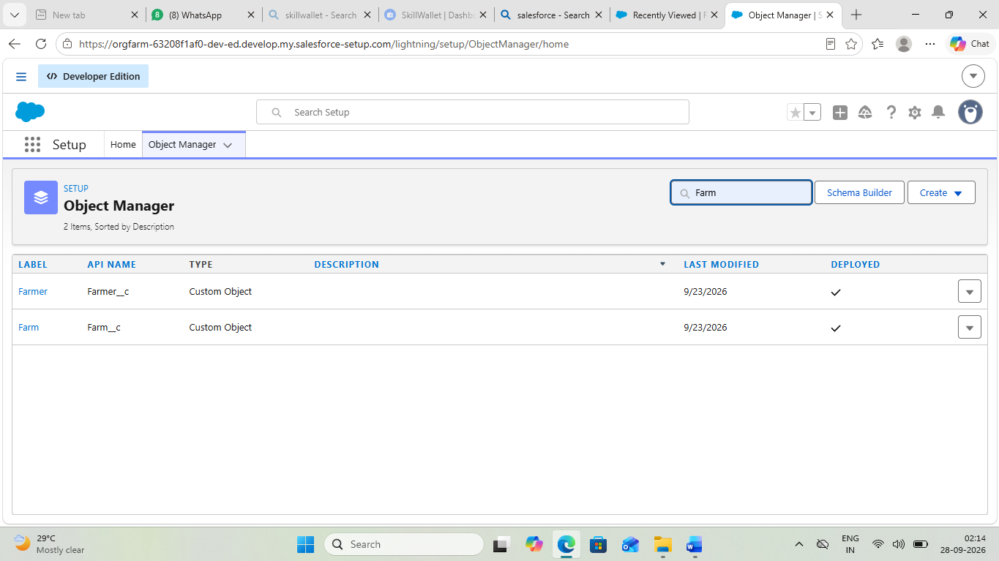 New tab
(8) WhatsApp
skillwallet - Search
SkillWallet | Dashbo
salesforce - Search
Recently Viewed | F
Object Manager | S
https://orgfarm-63208f1af0-dev-ed.develop.my.salesforce-setup.com/lightning/setup/ObjectManager/home
Chat
</> Developer Edition
Search Setup
Setup
Home
Object Manager
SETUP
Object Manager
2 Items, Sorted by Description
Farm
Schema Builder
Create
LABEL API NAME TYPE DESCRIPTION LAST MODIFIED DEPLOYED
Farmer Farmer__c Custom Object 9/23/2026
Farm Farm__c Custom Object 9/23/2026
29°C
Mostly clear
Search
ENG
IN
02:14
28-09-2026